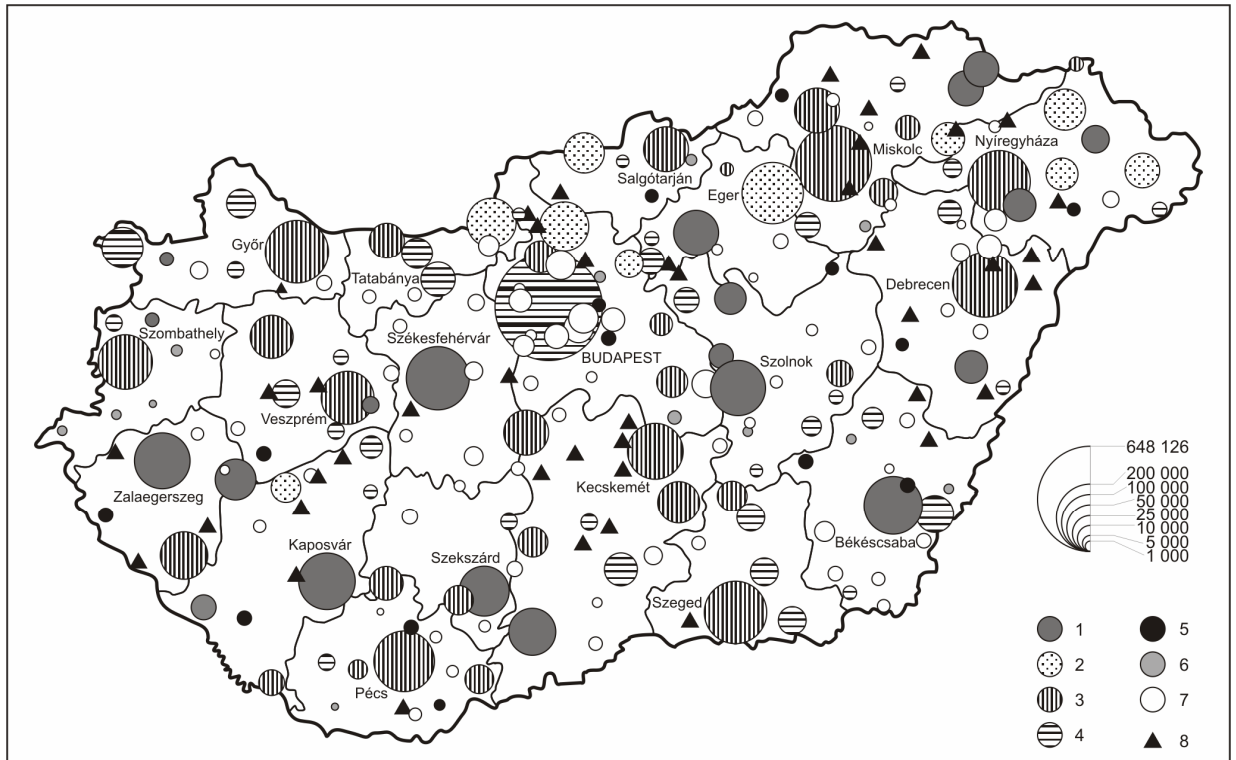 Miskolc
Nyíregyháza
Salgótarján
Eger
Győr
Tatabánya
Debrecen
Szombathely
Székesfehérvár
BUDAPEST
Szolnok
Veszprém
Zalaegerszeg
Kecskemét
Békéscsaba
Kaposvár
Szekszárd
Szeged
Pécs
648 126
200 000
100 000
50 000
25 000
10 000
5 000
1 000
1 5
2 6
3 7
4 8